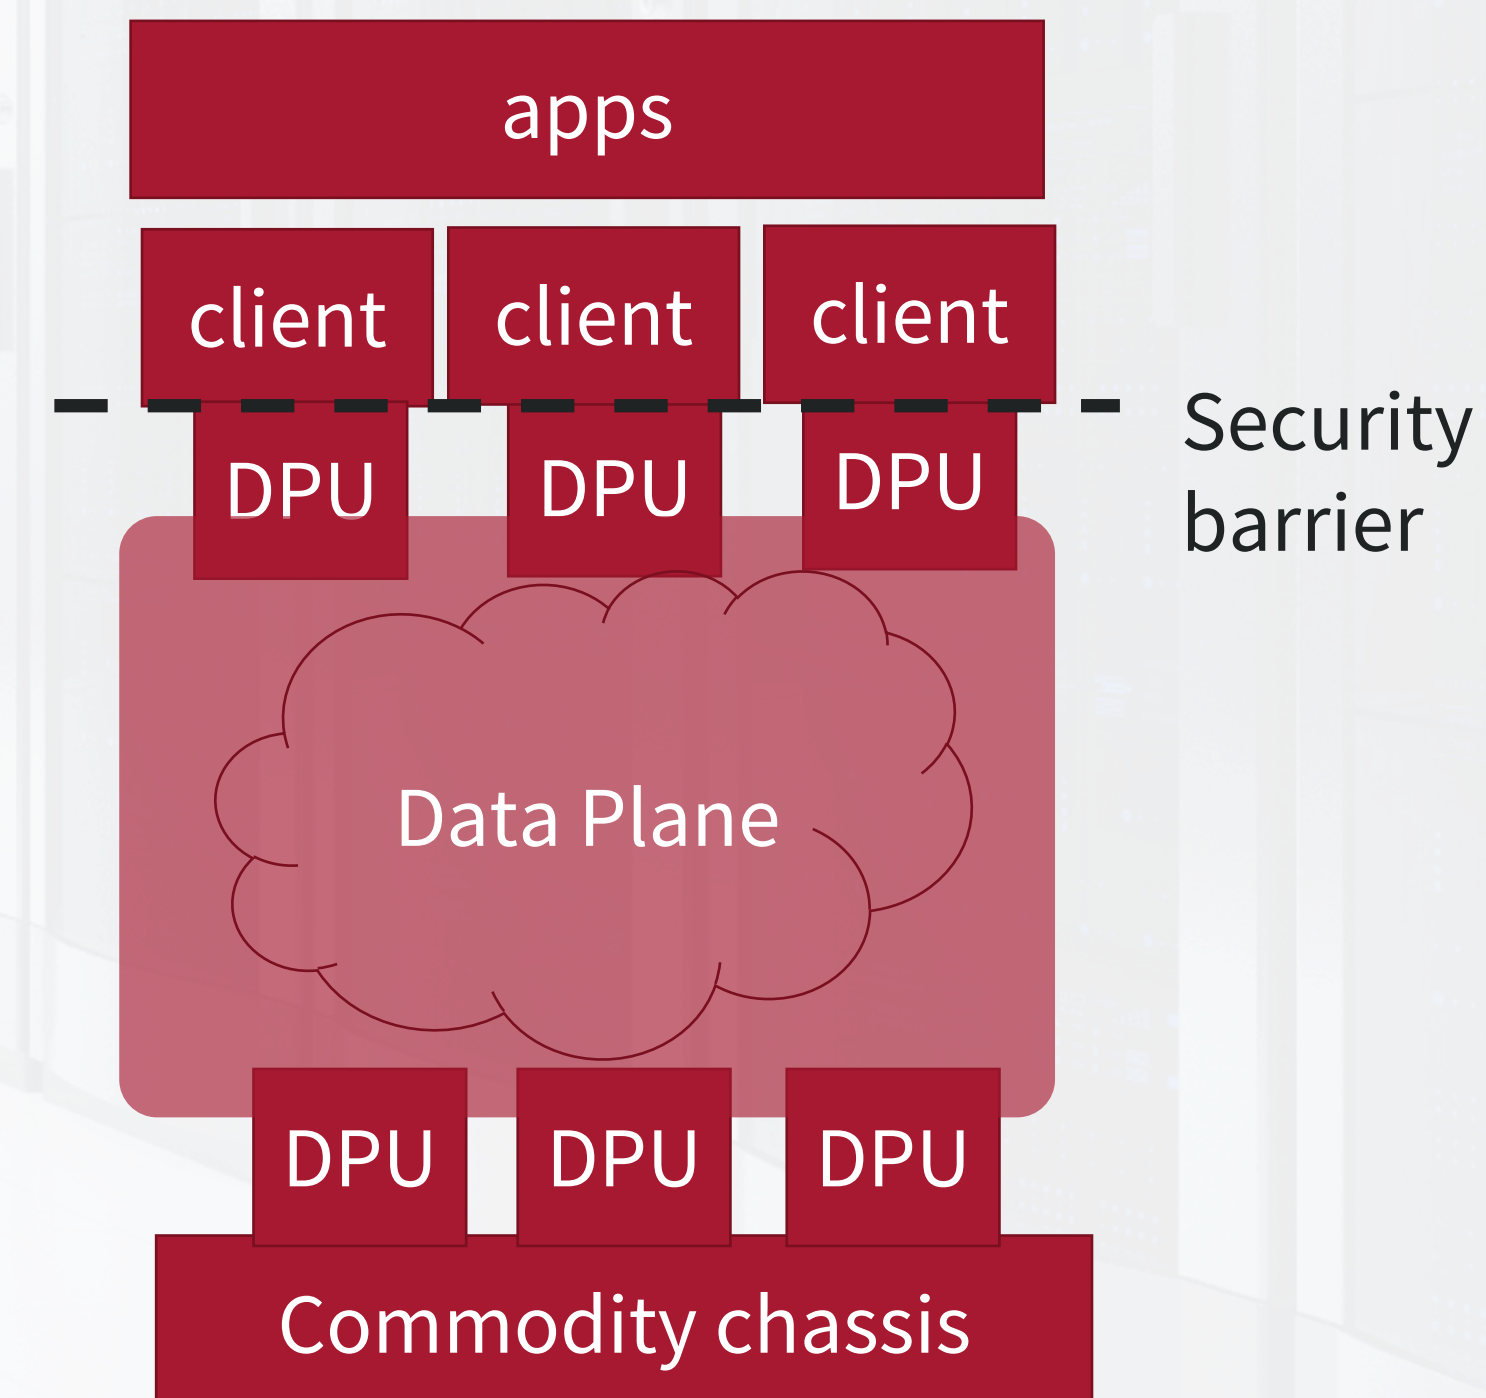 apps
client
client
client
Security
barrier
DPU
DPU
DPU
Data Plane
DPU
DPU
DPU
Commodity chassis